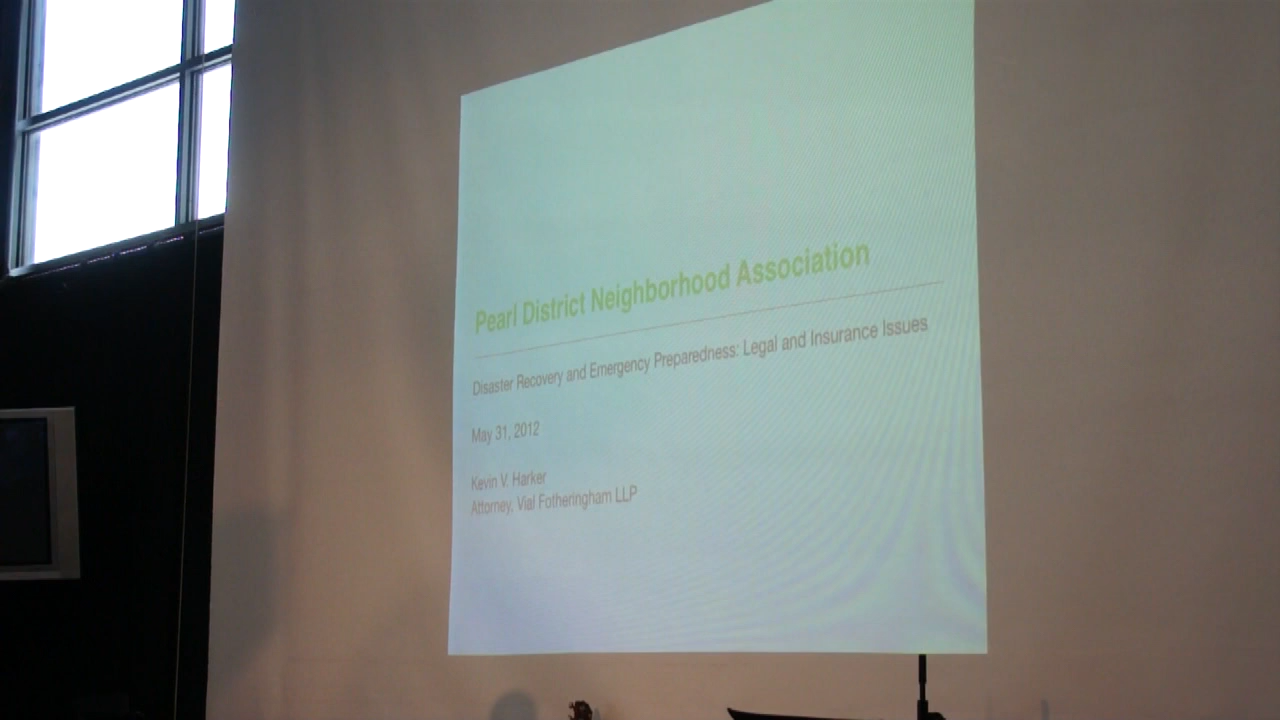 Pearl District Neighborhood Association
Disaster Recovery and Emergency Preparedness: Legal and Insurance Issues
May 31, 2012
Kevin V. Harker
Attorney, Vial Fotheringham LLP